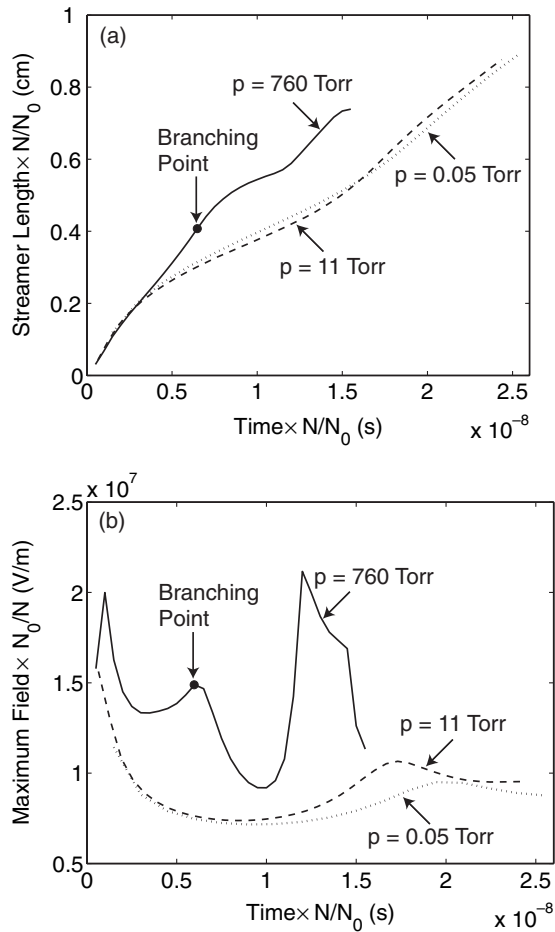 (a)
p = 760 Torr
Branching
Point
p = 0.05 Torr
p = 11 Torr
1
0.8
0.6
0.4
0.2
0
Streamer Length× N/N0 (cm)
0 0.5 1 1.5 2 2.5
Time× N/N0 (s)
x 10−8
x 10^7
(b)
Branching
Point
p = 760 Torr
p = 11 Torr
p = 0.05 Torr
2.5
2
1.5
1
0.5
Maximum Field× N0/N (V/m)
0 0.5 1 1.5 2 2.5
Time× N/N0 (s)
x 10−8